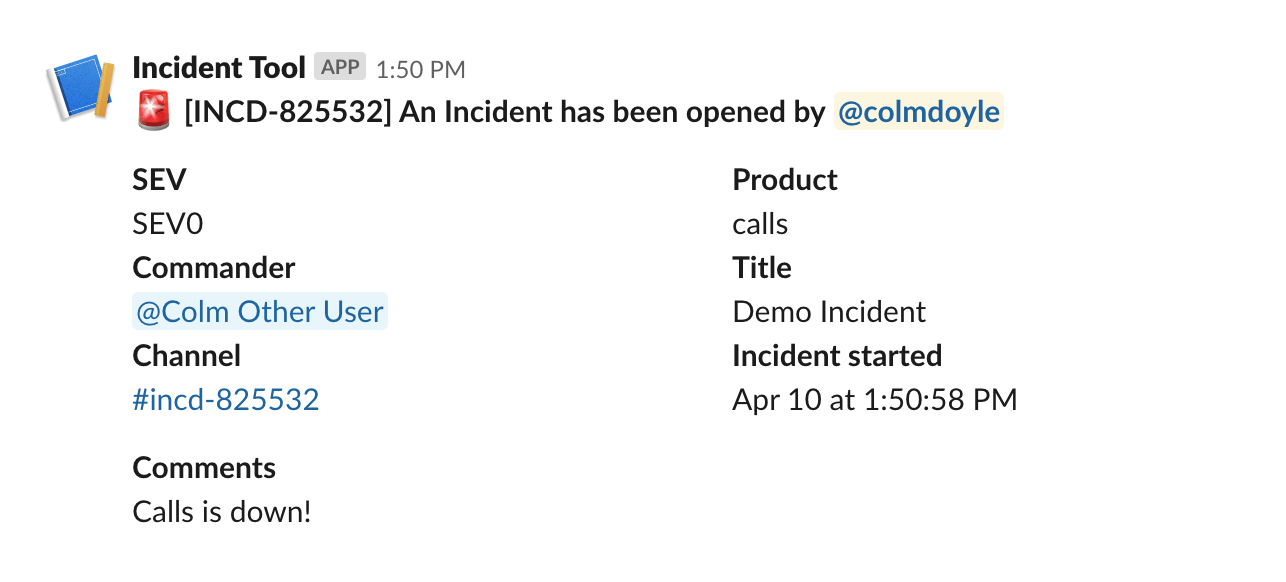 Incident Tool APP 1:50 PM
🚨 [INCD-825532] An Incident has been opened by @colmdoyle
SEV
SEV0
Commander
@Colm Other User
Channel
#incd-825532
Product
calls
Title
Demo Incident
Incident started
Apr 10 at 1:50:58 PM
Comments
Calls is down!